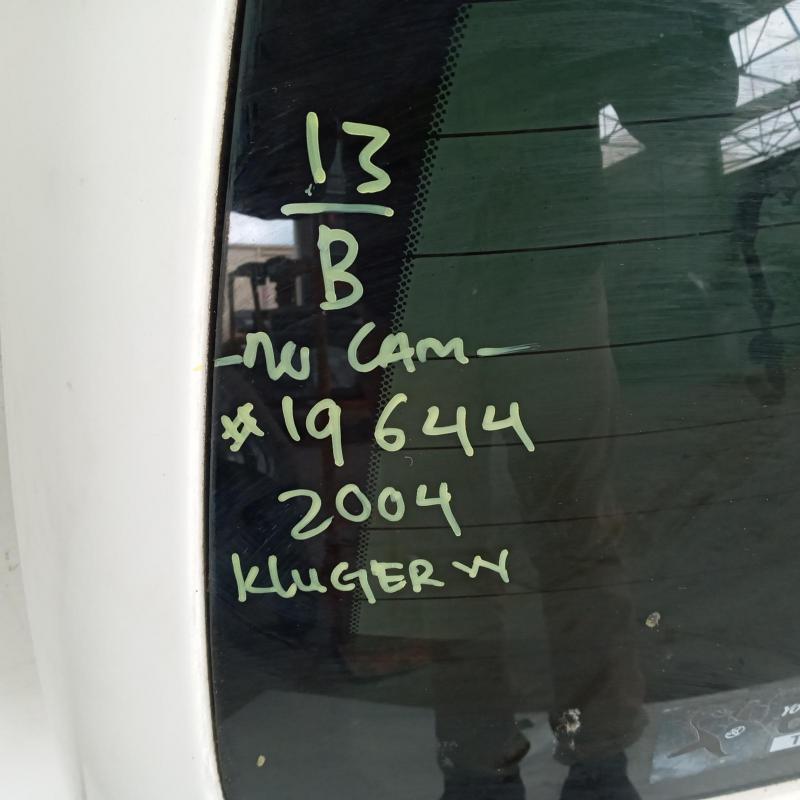 13
B
-NO CAM-
#19644
2004
KLUGER W